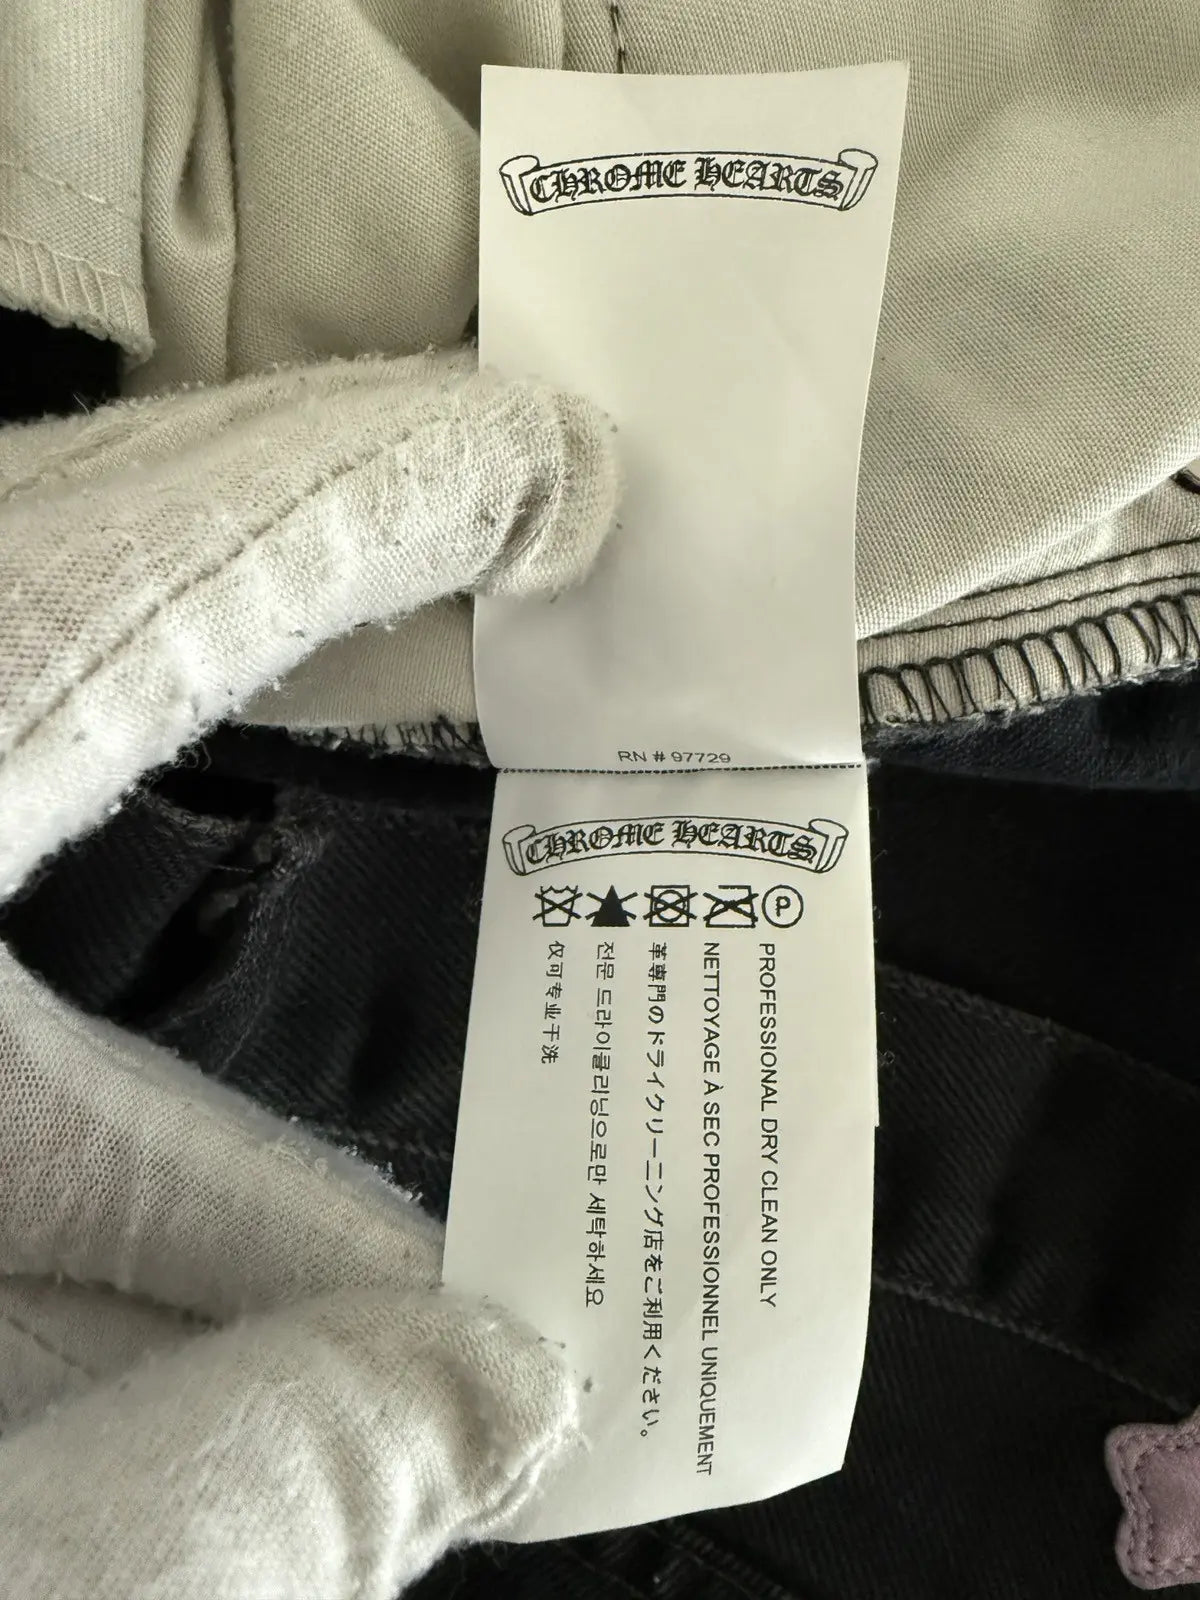 CHROME HEARTS
RN # 97729
CHROME HEARTS
P
PROFESSIONAL DRY CLEAN ONLY
NETTOYAGE À SEC PROFESSIONNEL UNIQUEMENT
革専門のドライクリーニング店をご利用ください。
전문 드라이클리닝으로만 세탁하세요
仅可专业干洗